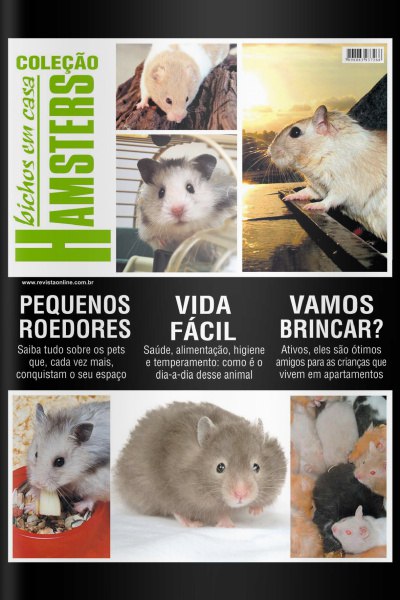 COLEÇÃO
bichos em casa
HAMSTERS
www.revistaonline.com.br
PEQUENOS
ROEDORES
Saiba tudo sobre os pets
que, cada vez mais,
conquistam o seu espaço
VIDA
FÁCIL
Saúde, alimentação, higiene
e temperamento: como é o
dia-a-dia desse animal
VAMOS
BRINCAR?
Ativos, eles são ótimos
amigos para as crianças que
vivem em apartamentos